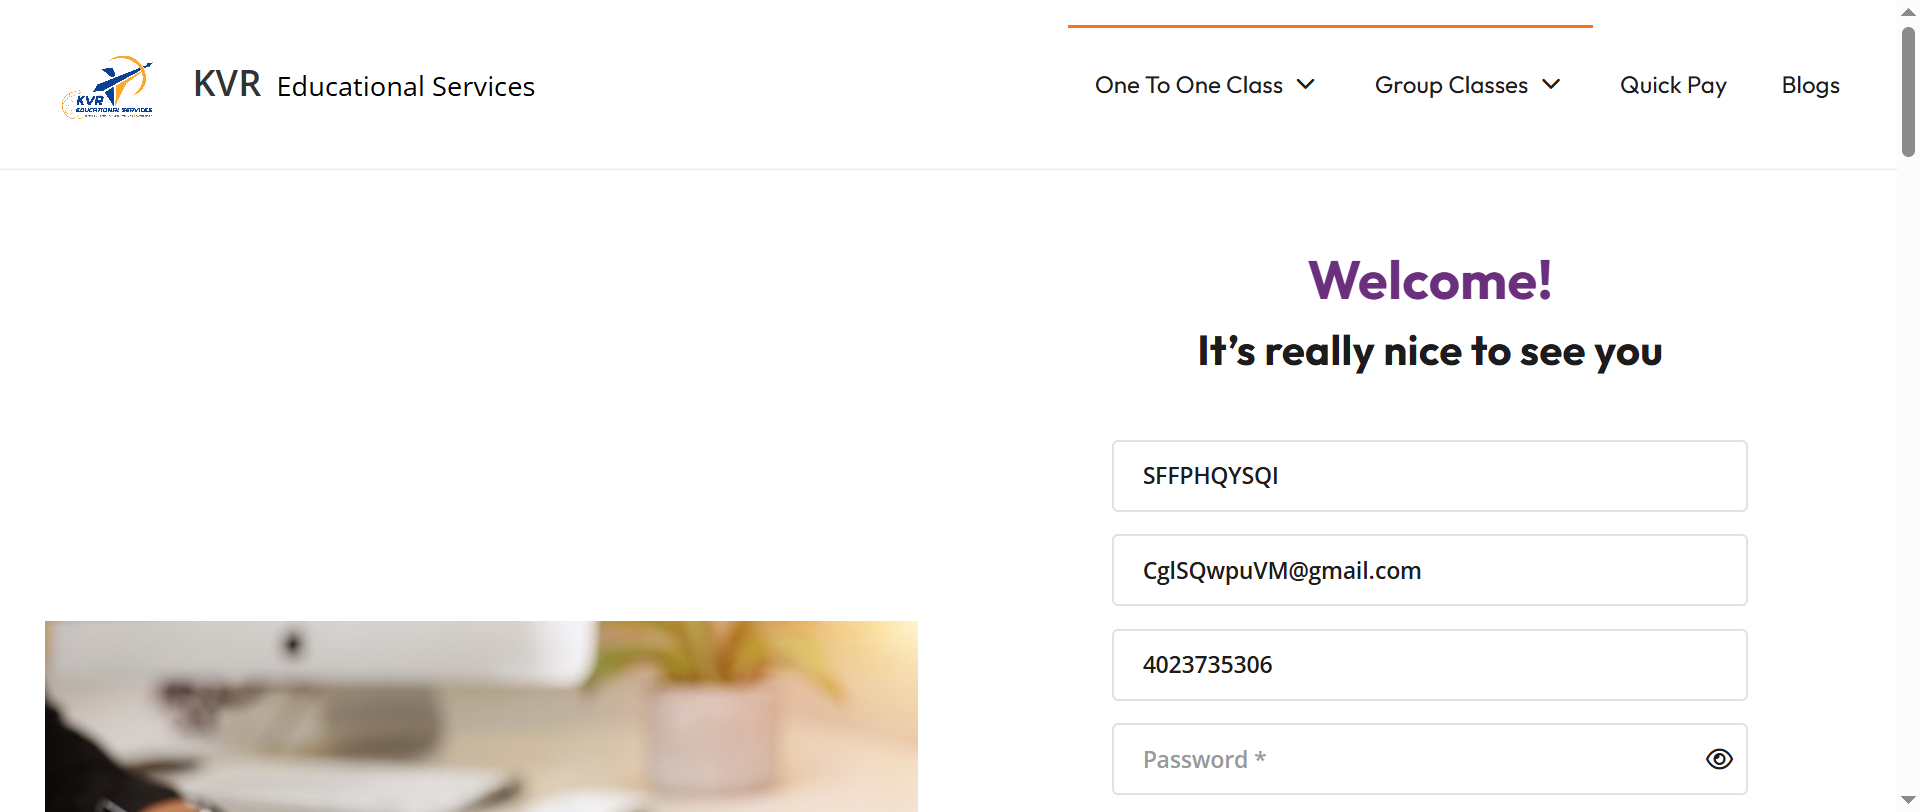 KVR
EDUCATIONAL SERVICES
KVR Educational Services
One To One Class
Group Classes
Quick Pay
Blogs
Welcome!
It’s really nice to see you
SFFPHQYSQI
CglSQwpuVM@gmail.com
4023735306
Password *